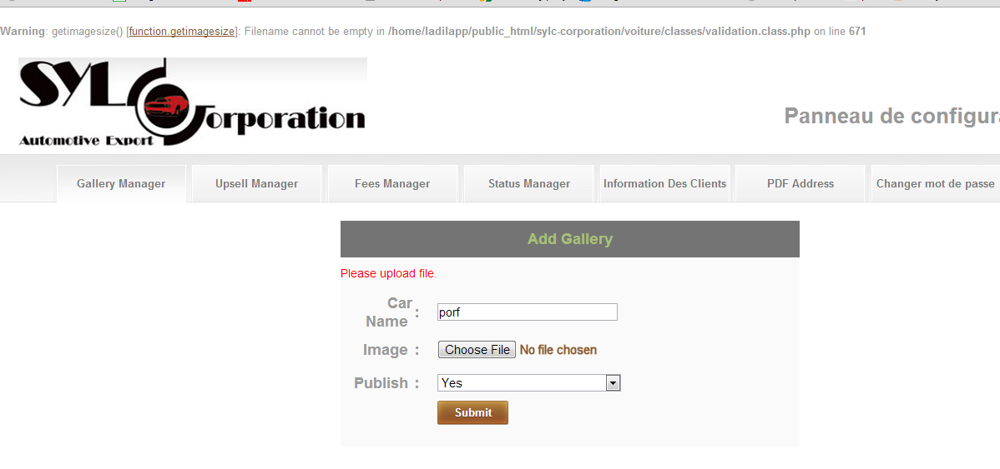 Warning: getimagesize() [function.getimagesize]: Filename cannot be empty in /home/ladilapp/public_html/sylc-corporation/voiture/classes/validation.class.php on line 671
SYLC Corporation
Automotive Export
Panneau de configura
Gallery Manager Upsell Manager Fees Manager Status Manager Information Des Clients PDF Address Changer mot de passe
Add Gallery
Please upload file.
Car Name : porf
Image : Choose File No file chosen
Publish : Yes
Submit